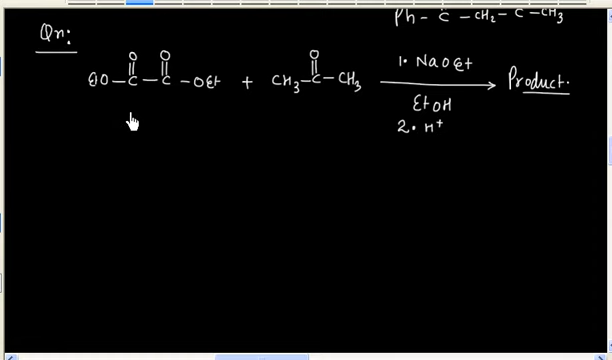 Ph - C - CH2 - C - CH3
Qn:
O O O 1. NaOEt
EtO - C - C - OEt + CH3 - C - CH3 Product.
EtOH
2. H+